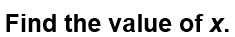 Find the value of x.